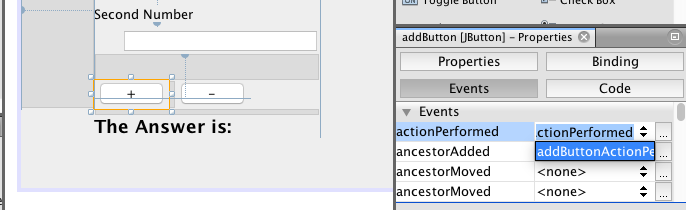 Toggle Button
Check Box
Second Number
+
-
The Answer is:
addButton [JButton] – Properties
Properties
Binding
Events
Code
Events
actionPerformed
ctionPerformed
...
ancestorAdded
addButtonActionPe
...
ancestorMoved
<none>
...
ancestorMoved
<none>
...